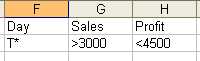 F G H
Day Sales Profit
T* >3000 <4500